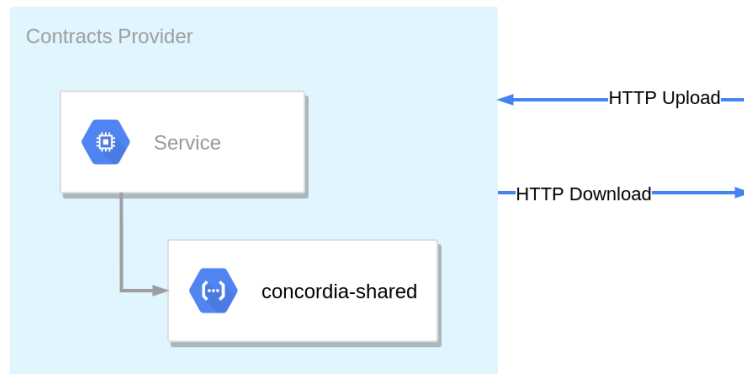 Contracts Provider
Service
concordia-shared
HTTP Upload
HTTP Download